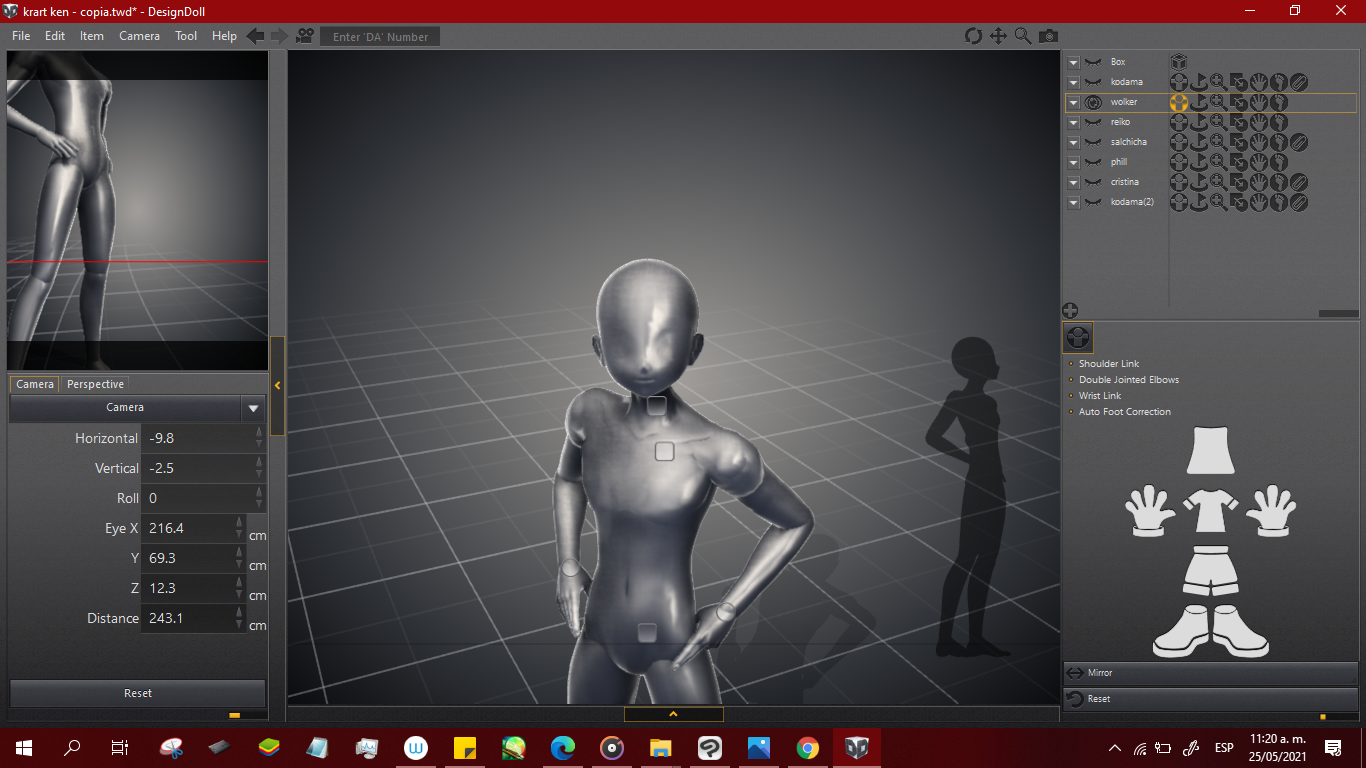 krart ken - copia.twd* - DesignDoll
File Edit Item Camera Tool Help Enter 'DA' Number
Box
kodama
wolker
reiko
salchicha
phill
cristina
kodama(2)
Camera Perspective
Camera
Horizontal -9.8
Vertical -2.5
Roll 0
Eye X 216.4 cm
Y 69.3 cm
Z 12.3 cm
Distance 243.1 cm
Reset
Shoulder Link
Double Jointed Elbows
Wrist Link
Auto Foot Correction
Mirror
Reset
ESP
11:20 a. m.
25/05/2021